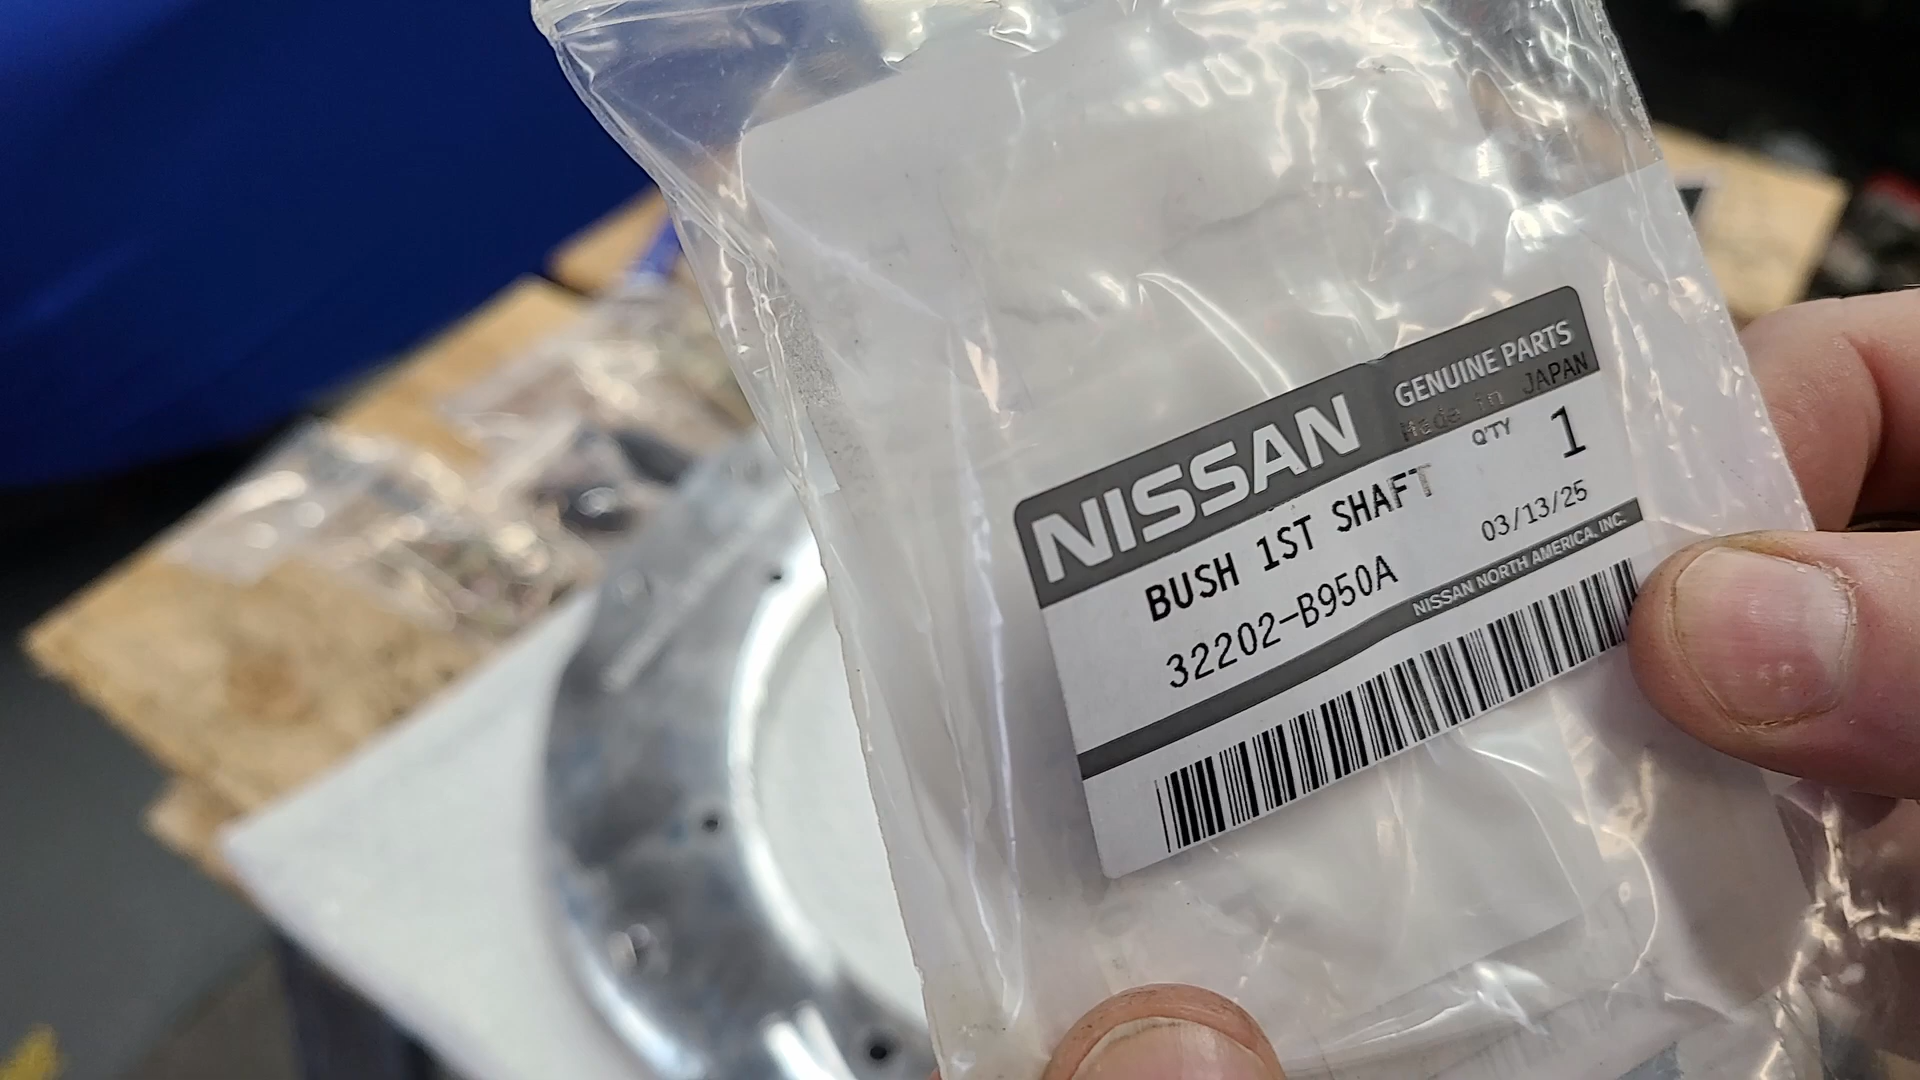 NISSAN
GENUINE PARTS
Made in JAPAN
BUSH 1ST SHAFT
Q'TY 1
32202-B950A
03/13/25
NISSAN NORTH AMERICA, INC.